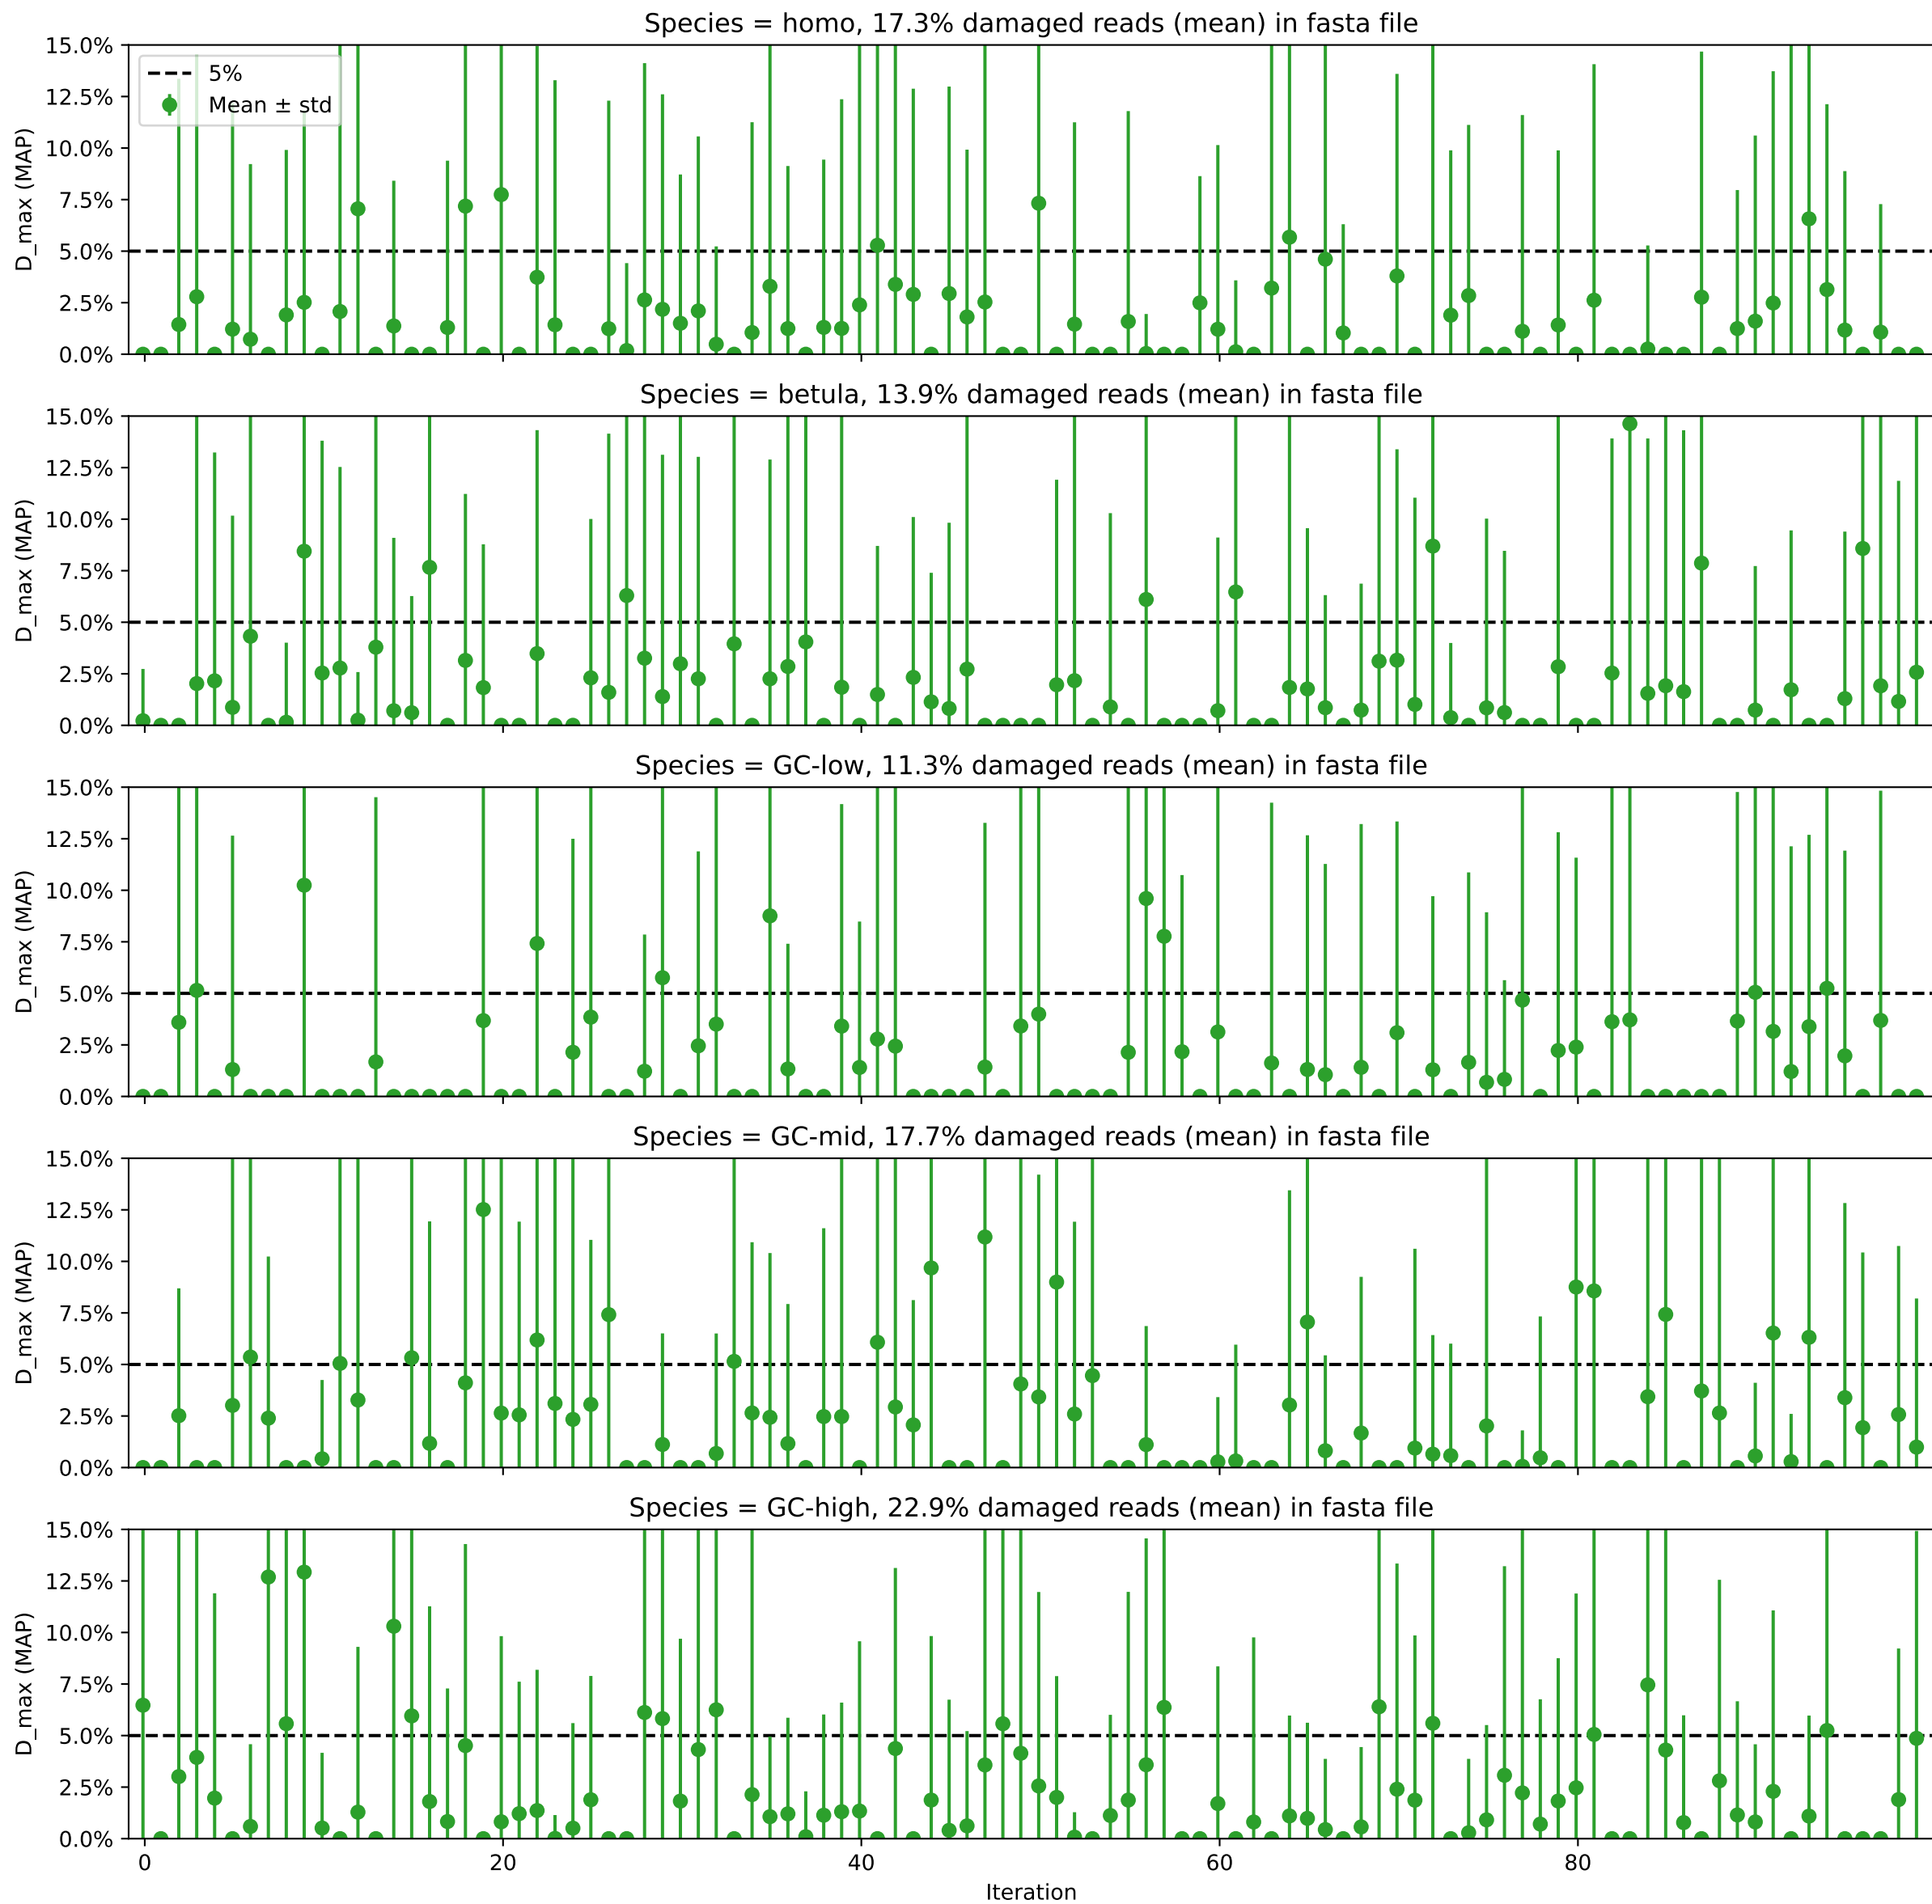 Species = homo, 17.3% damaged reads (mean) in fasta file
15.0%
12.5%
10.0%
7.5%
5.0%
2.5%
0.0%
D_max (MAP)
5%
Mean ± std
Species = betula, 13.9% damaged reads (mean) in fasta file
15.0%
12.5%
10.0%
7.5%
5.0%
2.5%
0.0%
D_max (MAP)
Species = GC-low, 11.3% damaged reads (mean) in fasta file
15.0%
12.5%
10.0%
7.5%
5.0%
2.5%
0.0%
D_max (MAP)
Species = GC-mid, 17.7% damaged reads (mean) in fasta file
15.0%
12.5%
10.0%
7.5%
5.0%
2.5%
0.0%
D_max (MAP)
Species = GC-high, 22.9% damaged reads (mean) in fasta file
15.0%
12.5%
10.0%
7.5%
5.0%
2.5%
0.0%
D_max (MAP)
0 20 40 60 80
Iteration